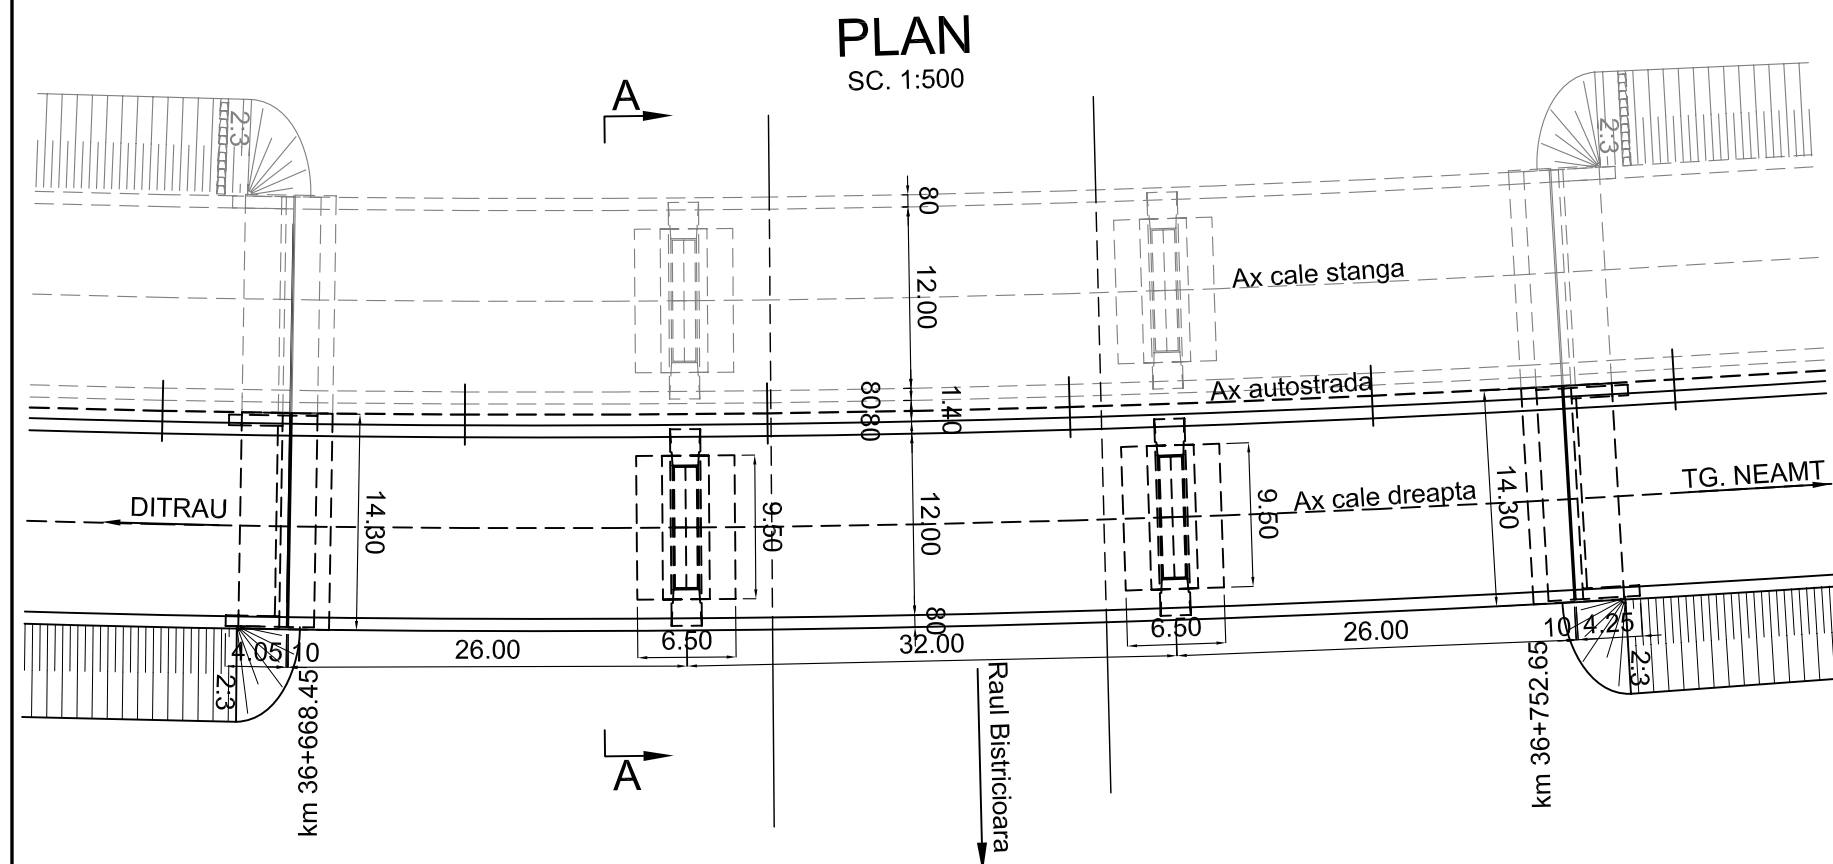 PLAN
SC. 1:500
A
2:3
2:3
80
12.00
Ax cale stanga
Ax autostrada
80
80
1.40
DITRAU
14.30
9.50
12.00
9.50
Ax cale dreapta
14.30
TG. NEAMT
80
4.05
10
26.00
6.50
32.00
6.50
26.00
10
4.25
2:3
2:3
km 36+668.45
Raul Bistricioara
km 36+752.65
A